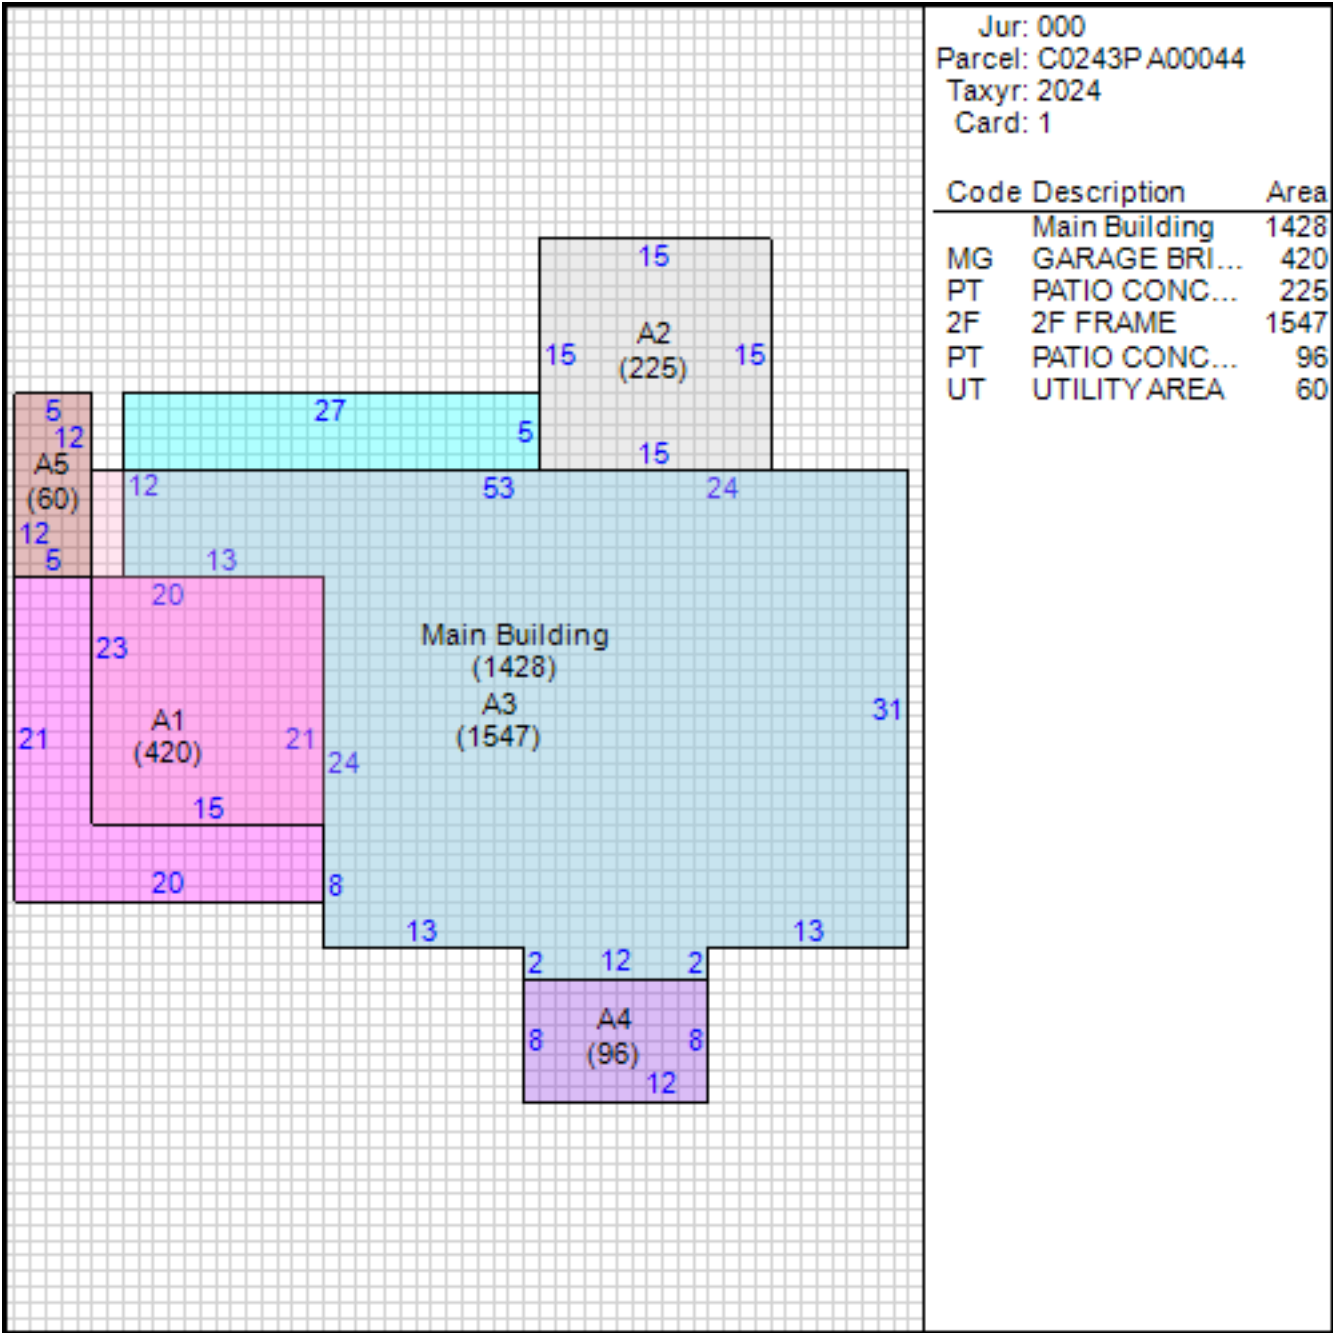 Jur: 000
Parcel: C0243PA00044
Taxyr: 2024
Card: 1
Code Description Area
Main Building 1428
MG GARAGE BRI... 420
PT PATIO CONC... 225
2F 2F FRAME 1547
PT PATIO CONC... 96
UT UTILITY AREA 60
15
A2
15 (225) 15
15
5
12
A5
(60)
12
5
27
5
12
53
24
13
20
23
A1
(420)
21
21
15
20
24
8
Main Building
(1428)
A3
(1547)
31
13
13
2
12
2
A4
(96)
8
8
12